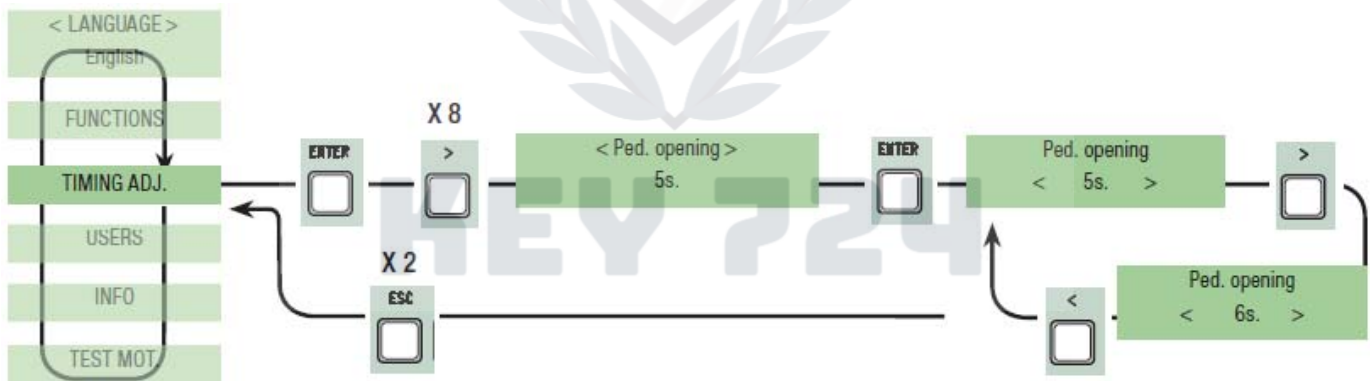 < LANGUAGE >
English
FUNCTIONS
TIMING ADJ.
USERS
INFO
TEST MOT.
ENTER
X 8
>
< Ped. opening >
5s.
ENTER
Ped. opening
< 5s. >
>
Ped. opening
< 6s. >
<
X 2
ESC
KEY 724